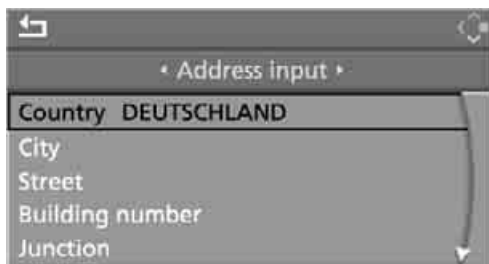 Address input
Country DEUTSCHLAND
City
Street
Building number
Junction